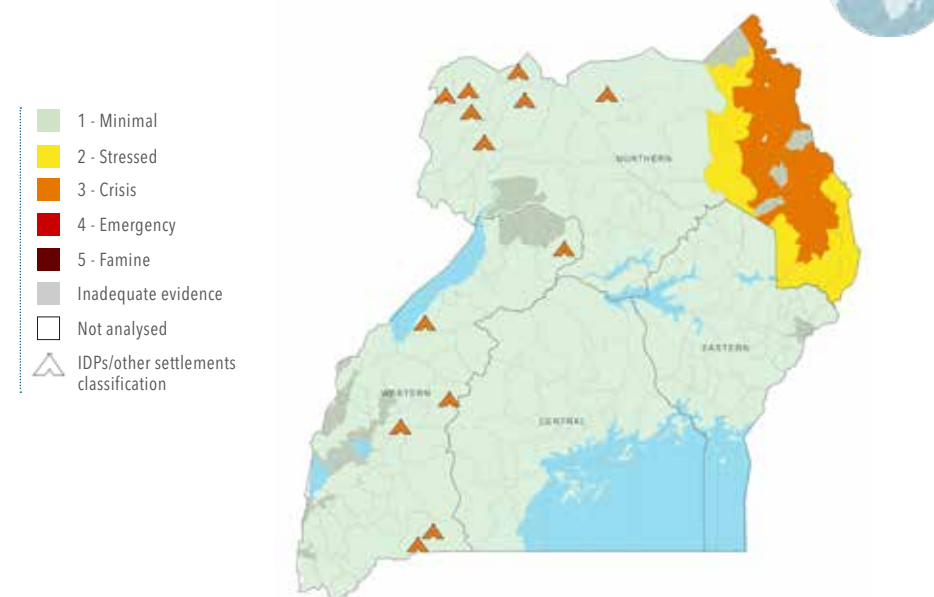 1 - Minimal
2 - Stressed
3 - Crisis
4 - Emergency
5 - Famine
Inadequate evidence
Not analysed
IDPs/other settlements
classification
NORTHERN
EASTERN
WESTERN
CENTRAL